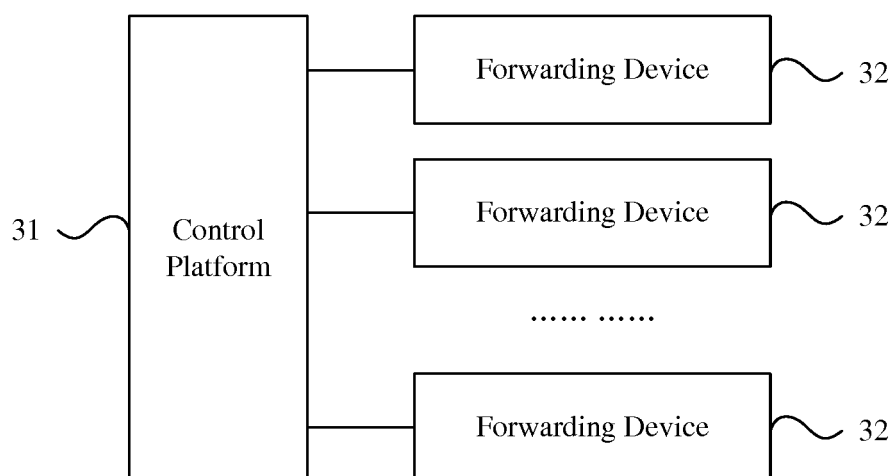 Forwarding Device
32
Forwarding Device
32
31
Control
Platform
...... ......
Forwarding Device
32